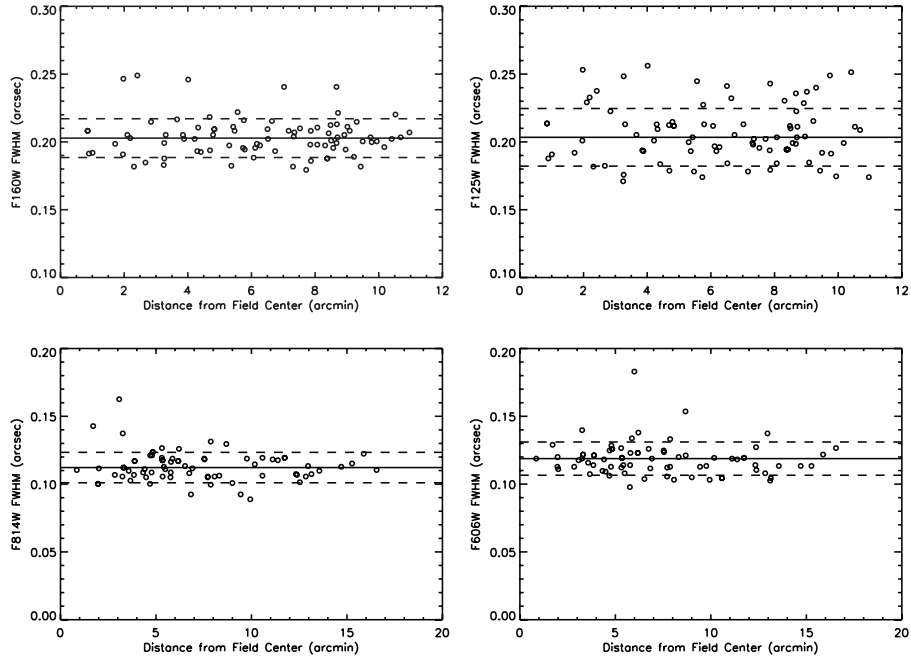 0.30
0.25
0.20
0.15
0.10
F160W FWHM (arcsec)
0 2 4 6 8 10 12
Distance from Field Center (arcmin)
0.30
0.25
0.20
0.15
0.10
F125W FWHM (arcsec)
0 2 4 6 8 10 12
Distance from Field Center (arcmin)
0.20
0.15
0.10
0.05
0.00
F814W FWHM (arcsec)
0 5 10 15 20
Distance from Field Center (arcmin)
0.20
0.15
0.10
0.05
0.00
F606W FWHM (arcsec)
0 5 10 15 20
Distance from Field Center (arcmin)